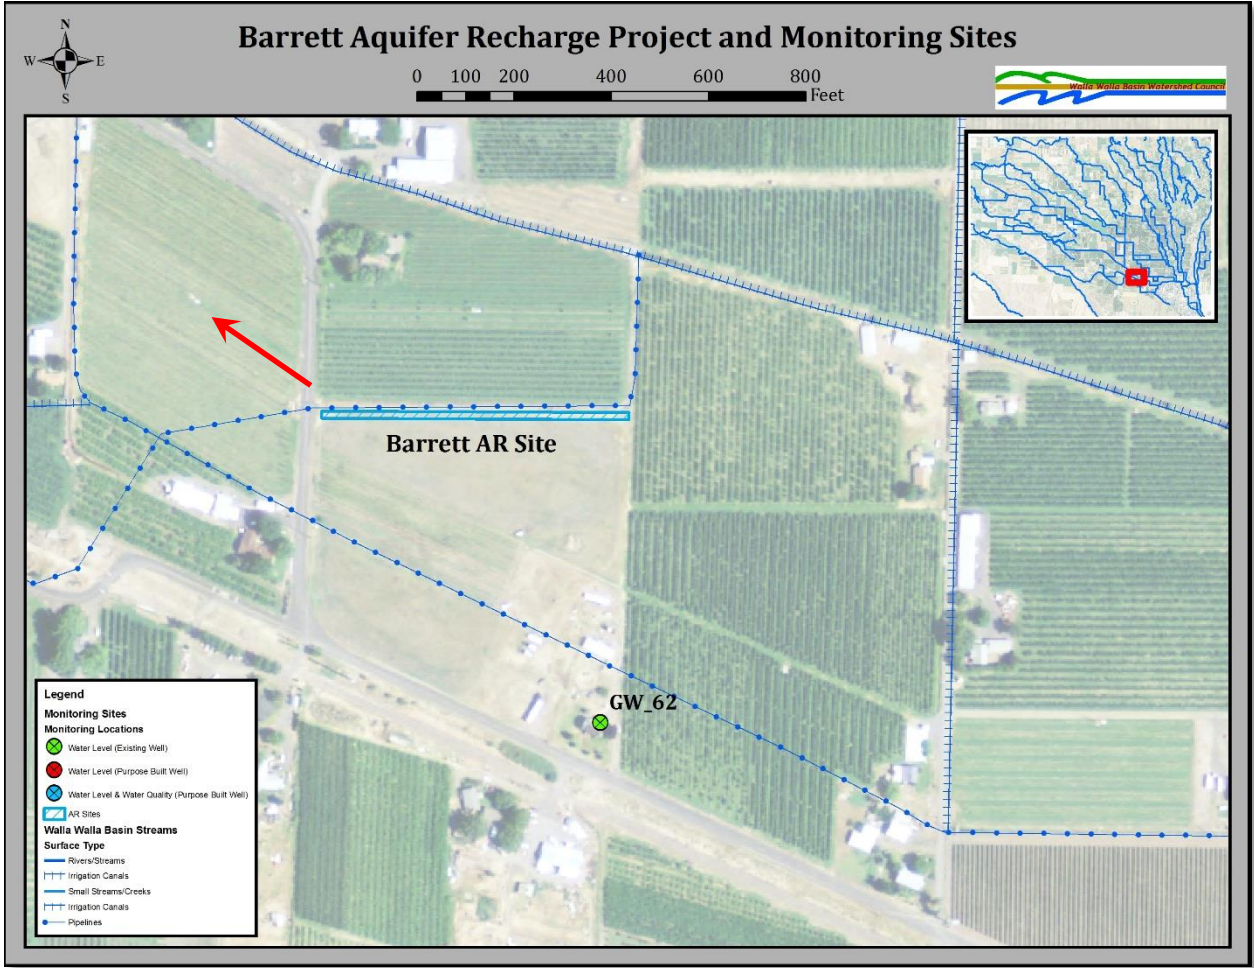 Barrett Aquifer Recharge Project and Monitoring Sites
N
W E
S
0 100 200 400 600 800
Feet
Walla Walla Basin Watershed Council
Barrett AR Site
GW_62
Legend
Monitoring Sites
Monitoring Locations
Water Level (Existing Well)
Water Level (Purpose Built Well)
Water Level & Water Quality (Purpose Built Well)
AR Sites
Walla Walla Basin Streams
Surface Type
Rivers/Streams
Irrigation Canals
Small Streams/Creeks
Irrigation Canals
Pipelines